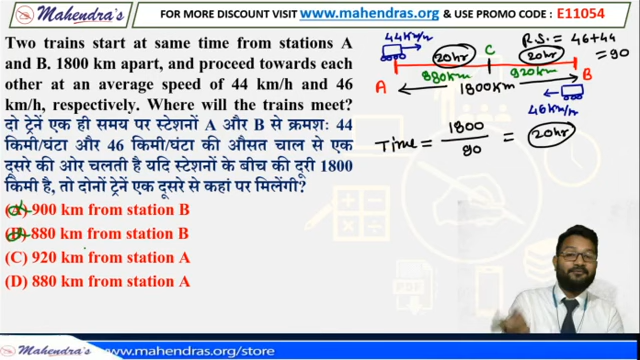 Mahendra's
FOR MORE DISCOUNT VISIT www.mahendras.org & USE PROMO CODE : E11054
Two trains start at same time from stations A
and B. 1800 km apart, and proceed towards each
other at an average speed of 44 km/h and 46
km/h, respectively. Where will the trains meet?
दो ट्रेनें एक ही समय पर स्टेशनों A और B से क्रमश: 44
किमी/घंटा और 46 किमी/घंटा की औसत चाल से एक
दूसरे की ओर चलती है यदि स्टेशनों के बीच की दूरी 1800
किमी है, तो दोनों ट्रेनें एक दूसरे से कहां पर मिलेंगी?
(A) 900 km from station B
(B) 880 km from station B
(C) 920 km from station A
(D) 880 km from station A
44km/h
R.S. = 46+44
= 90
20hr C 20hr
880km 920km
A 1800km B
46km/h
Time = 1800/90 = 20hr
Mahendra's www.mahendras.org/store